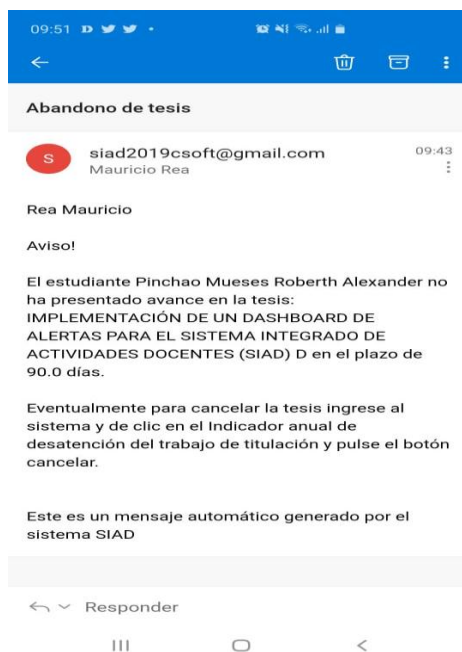 09:51
Abandono de tesis
S
siad2019csoft@gmail.com
09:43
Mauricio Rea
Rea Mauricio
Aviso!
El estudiante Pinchao Mueses Roberth Alexander no
ha presentado avance en la tesis:
IMPLEMENTACIÓN DE UN DASHBOARD DE
ALERTAS PARA EL SISTEMA INTEGRADO DE
ACTIVIDADES DOCENTES (SIAD) D en el plazo de
90.0 días.
Eventualmente para cancelar la tesis ingrese al
sistema y de clic en el Indicador anual de
desatención del trabajo de titulación y pulse el botón
cancelar.
Este es un mensaje automático generado por el
sistema SIAD
Responder